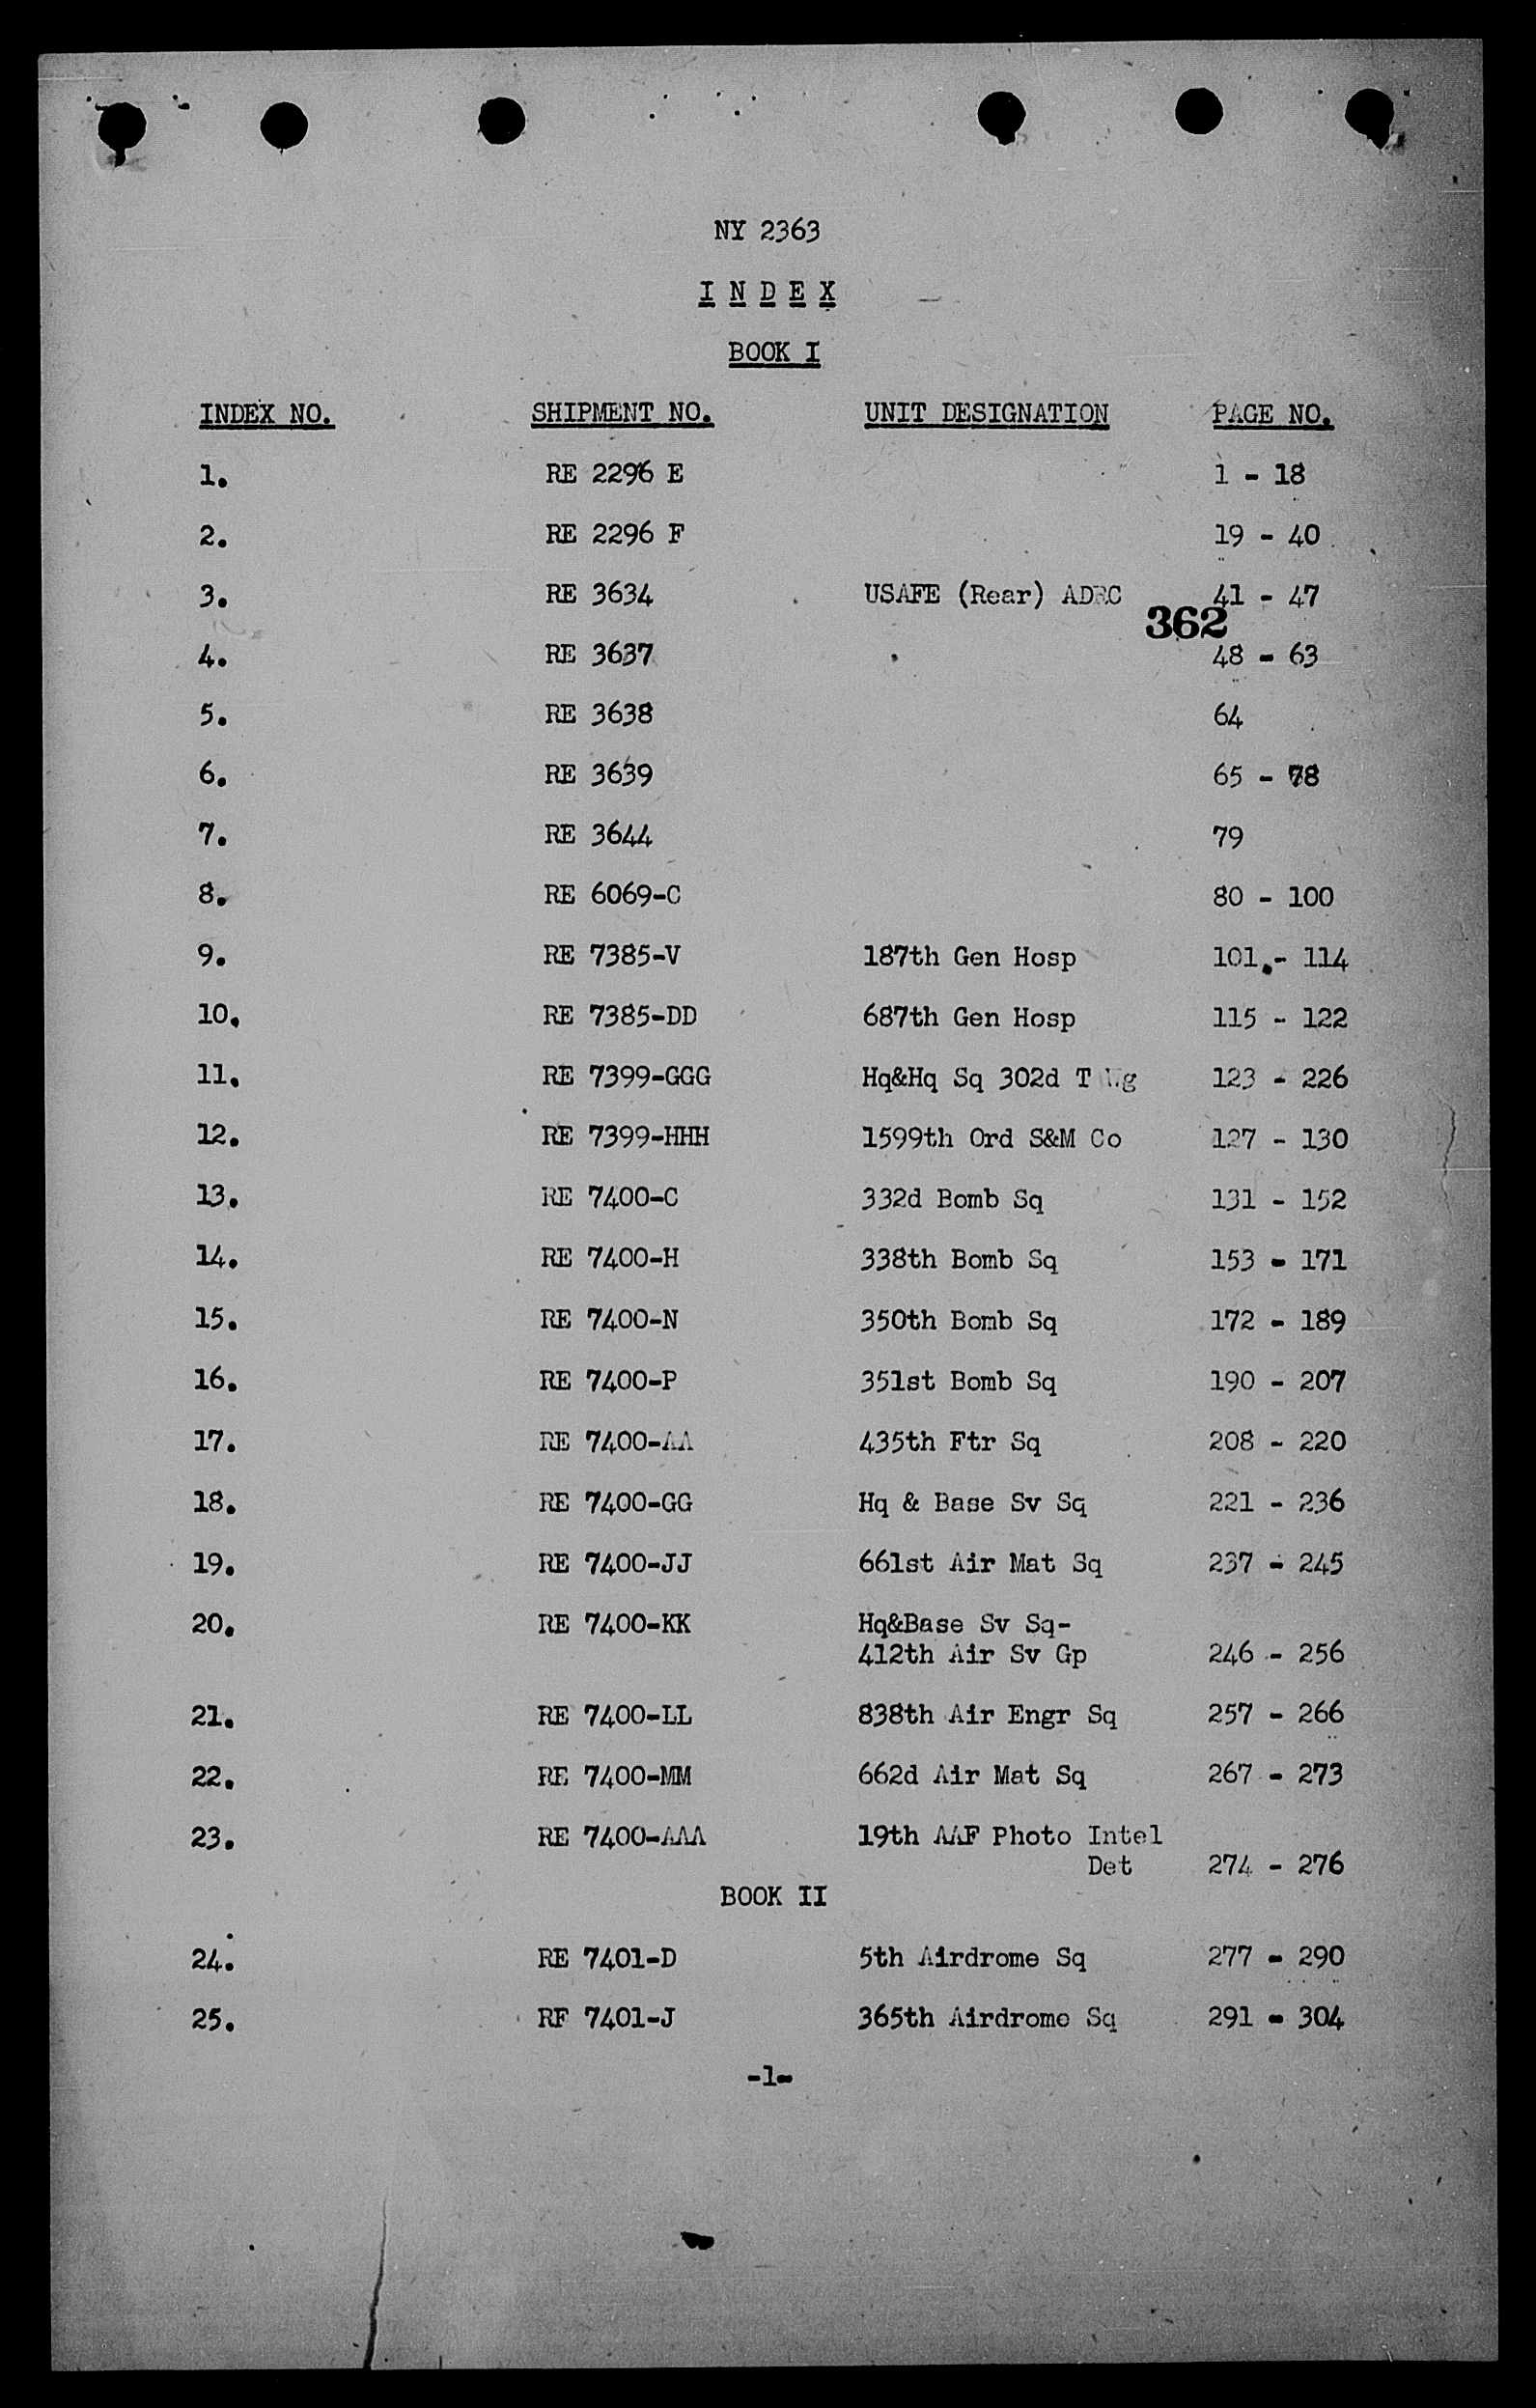 NY 2363
I N D E X
BOOK I
INDEX NO. SHIPMENT NO. UNIT DESIGNATION PAGE NO.
1. RE 2296 E 1 - 18
2. RE 2296 F 19 - 40
3. RE 3634 USAFE (Rear) ADRC 41 - 47
362
4. RE 3637 48 - 63
5. RE 3638 64
6. RE 3639 65 - 78
7. RE 3644 79
8. RE 6069-C 80 - 100
9. RE 7385-V 187th Gen Hosp 101 - 114
10. RE 7385-DD 687th Gen Hosp 115 - 122
11. RE 7399-GGG Hq&Hq Sq 302d T Wg 123 - 226
12. RE 7399-HHH 1599th Ord S&M Co 127 - 130
13. RE 7400-C 332d Bomb Sq 131 - 152
14. RE 7400-H 338th Bomb Sq 153 - 171
15. RE 7400-N 350th Bomb Sq 172 - 189
16. RE 7400-P 351st Bomb Sq 190 - 207
17. RE 7400-AA 435th Ftr Sq 208 - 220
18. RE 7400-GG Hq & Base Sv Sq 221 - 236
19. RE 7400-JJ 661st Air Mat Sq 237 - 245
20. RE 7400-KK Hq&Base Sv Sq-
412th Air Sv Gp 246 - 256
21. RE 7400-LL 838th Air Engr Sq 257 - 266
22. RE 7400-MM 662d Air Mat Sq 267 - 273
23. RE 7400-AAA 19th AAF Photo Intel
Det 274 - 276
BOOK II
24. RE 7401-D 5th Airdrome Sq 277 - 290
25. RF 7401-J 365th Airdrome Sq 291 - 304
-1-